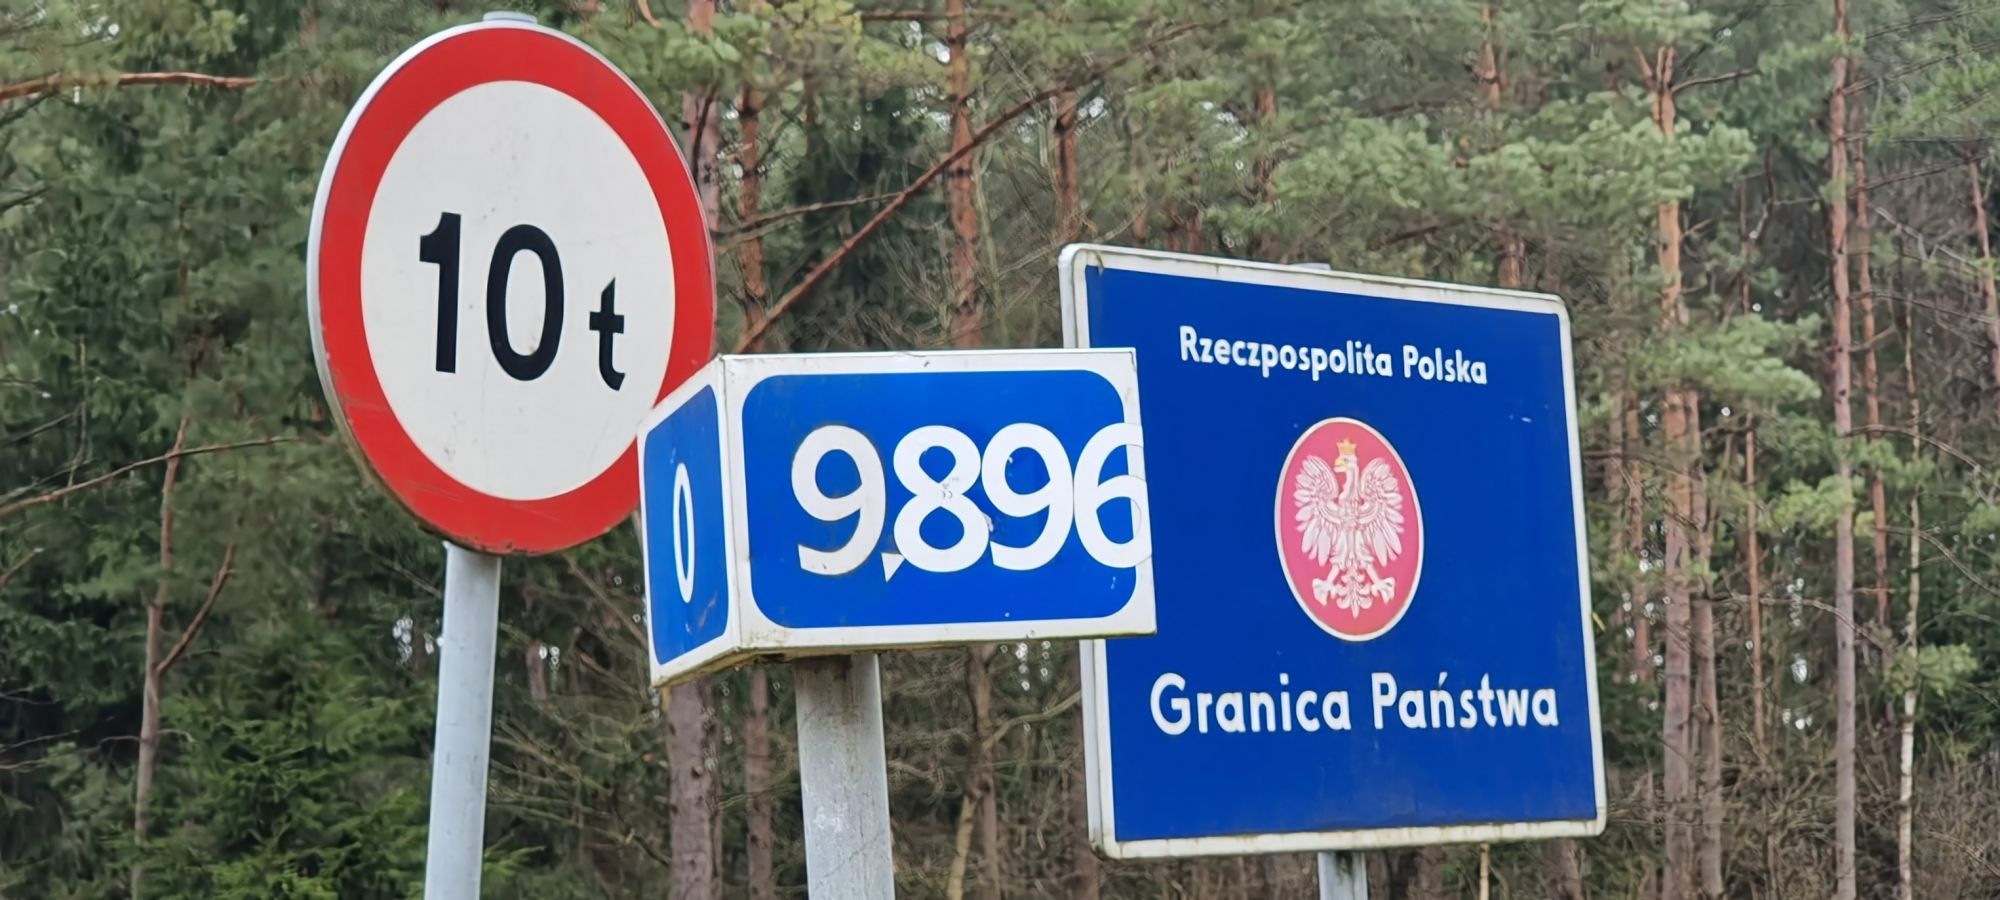 10 t
0
9,896
Rzeczpospolita Polska
Granica Państwa